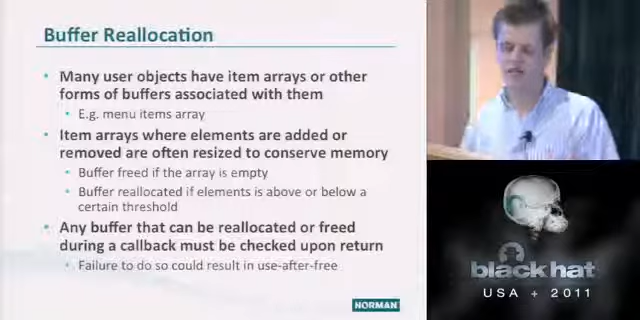 Buffer Reallocation
• Many user objects have item arrays or other
forms of buffers associated with them
• E.g. menu items array
• Item arrays where elements are added or
removed are often resized to conserve memory
• Buffer freed if the array is empty
• Buffer reallocated if elements is above or below a
certain threshold
• Any buffer that can be reallocated or freed
during a callback must be checked upon return
• Failure to do so could result in use-after-free
NORMAN
black hat
USA + 2011